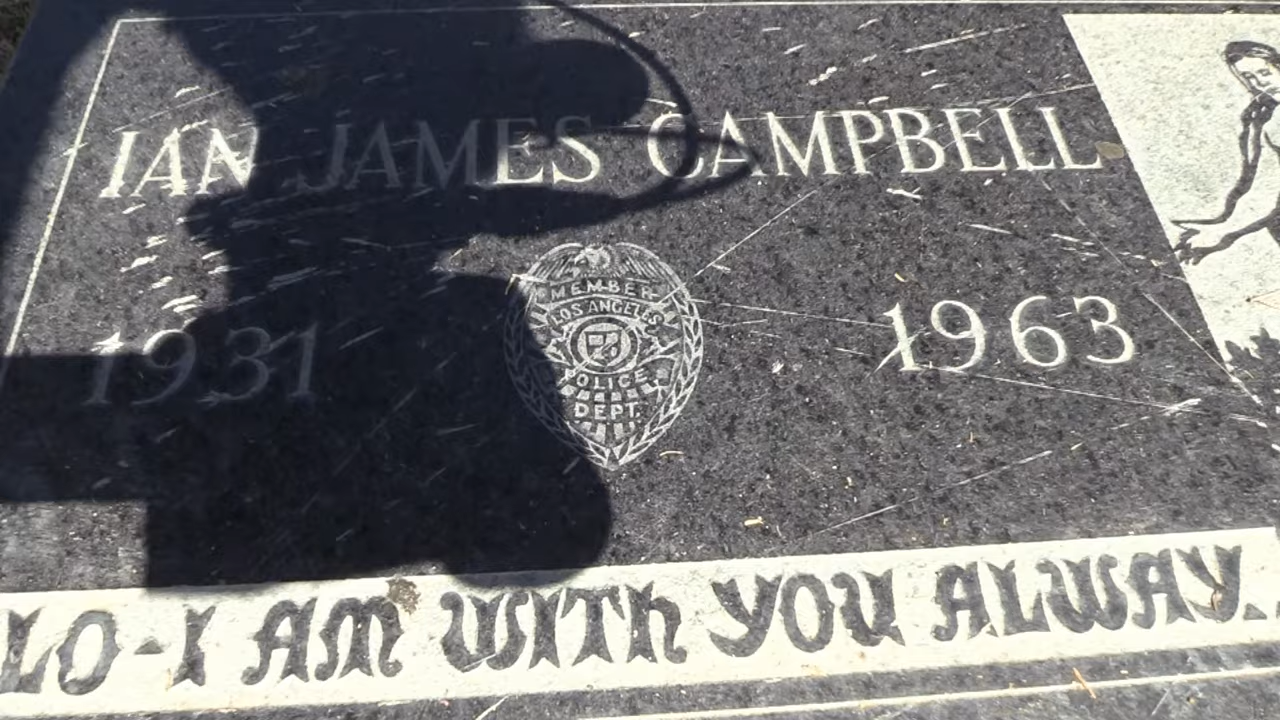 IAN JAMES CAMPBELL
1931
1963
MEMBER
LOS ANGELES
POLICE
DEPT.
LO-I AM WITh YOU ALWAY.